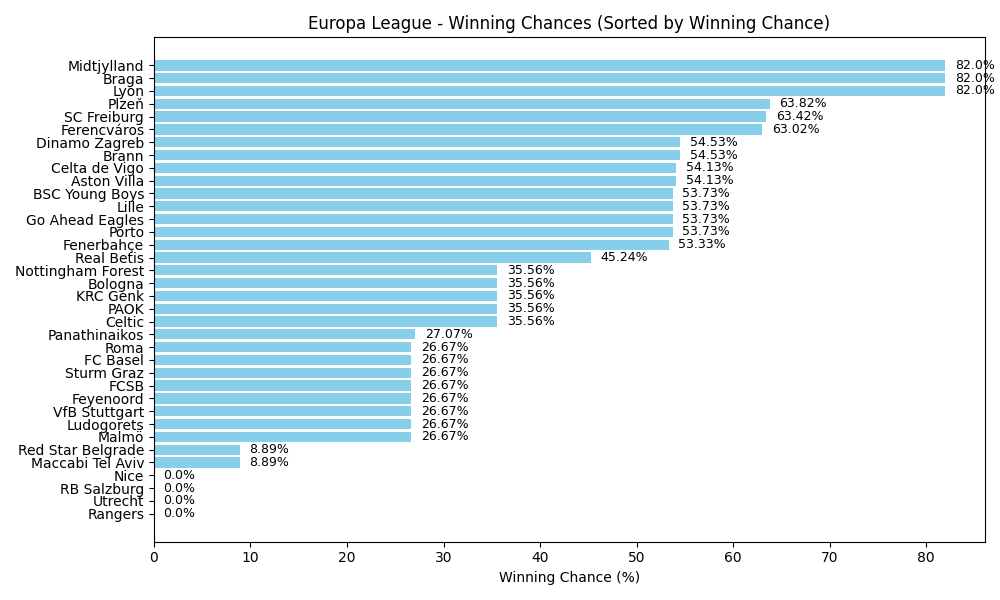 Europa League - Winning Chances (Sorted by Winning Chance)
Midtjylland 82.0%
Braga 82.0%
Lyon 82.0%
Plzeň 63.82%
SC Freiburg 63.42%
Ferencváros 63.02%
Dinamo Zagreb 54.53%
Brann 54.53%
Celta de Vigo 54.13%
Aston Villa 54.13%
BSC Young Boys 53.73%
Lille 53.73%
Go Ahead Eagles 53.73%
Porto 53.73%
Fenerbahçe 53.33%
Real Betis 45.24%
Nottingham Forest 35.56%
Bologna 35.56%
KRC Genk 35.56%
PAOK 35.56%
Celtic 35.56%
Panathinaikos 27.07%
Roma 26.67%
FC Basel 26.67%
Sturm Graz 26.67%
FCSB 26.67%
Feyenoord 26.67%
VfB Stuttgart 26.67%
Ludogorets 26.67%
Malmö 26.67%
Red Star Belgrade 8.89%
Maccabi Tel Aviv 8.89%
Nice 0.0%
RB Salzburg 0.0%
Utrecht 0.0%
Rangers 0.0%
0 10 20 30 40 50 60 70 80
Winning Chance (%)